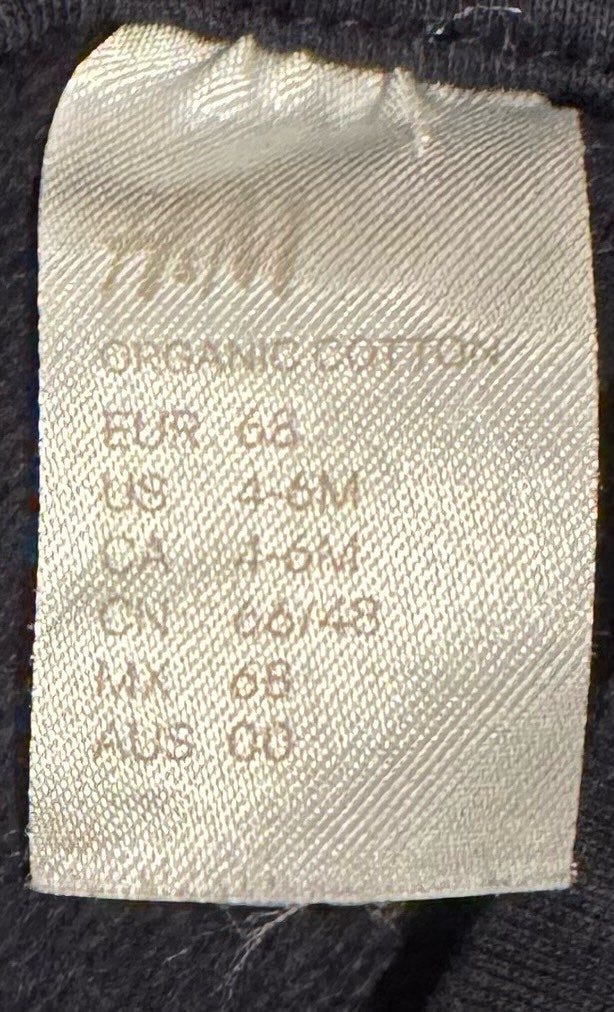 ORGANIC COTTON
EUR 68
US 4-6M
CA 4-6M
CN 66/48
MX 68
AUS 00